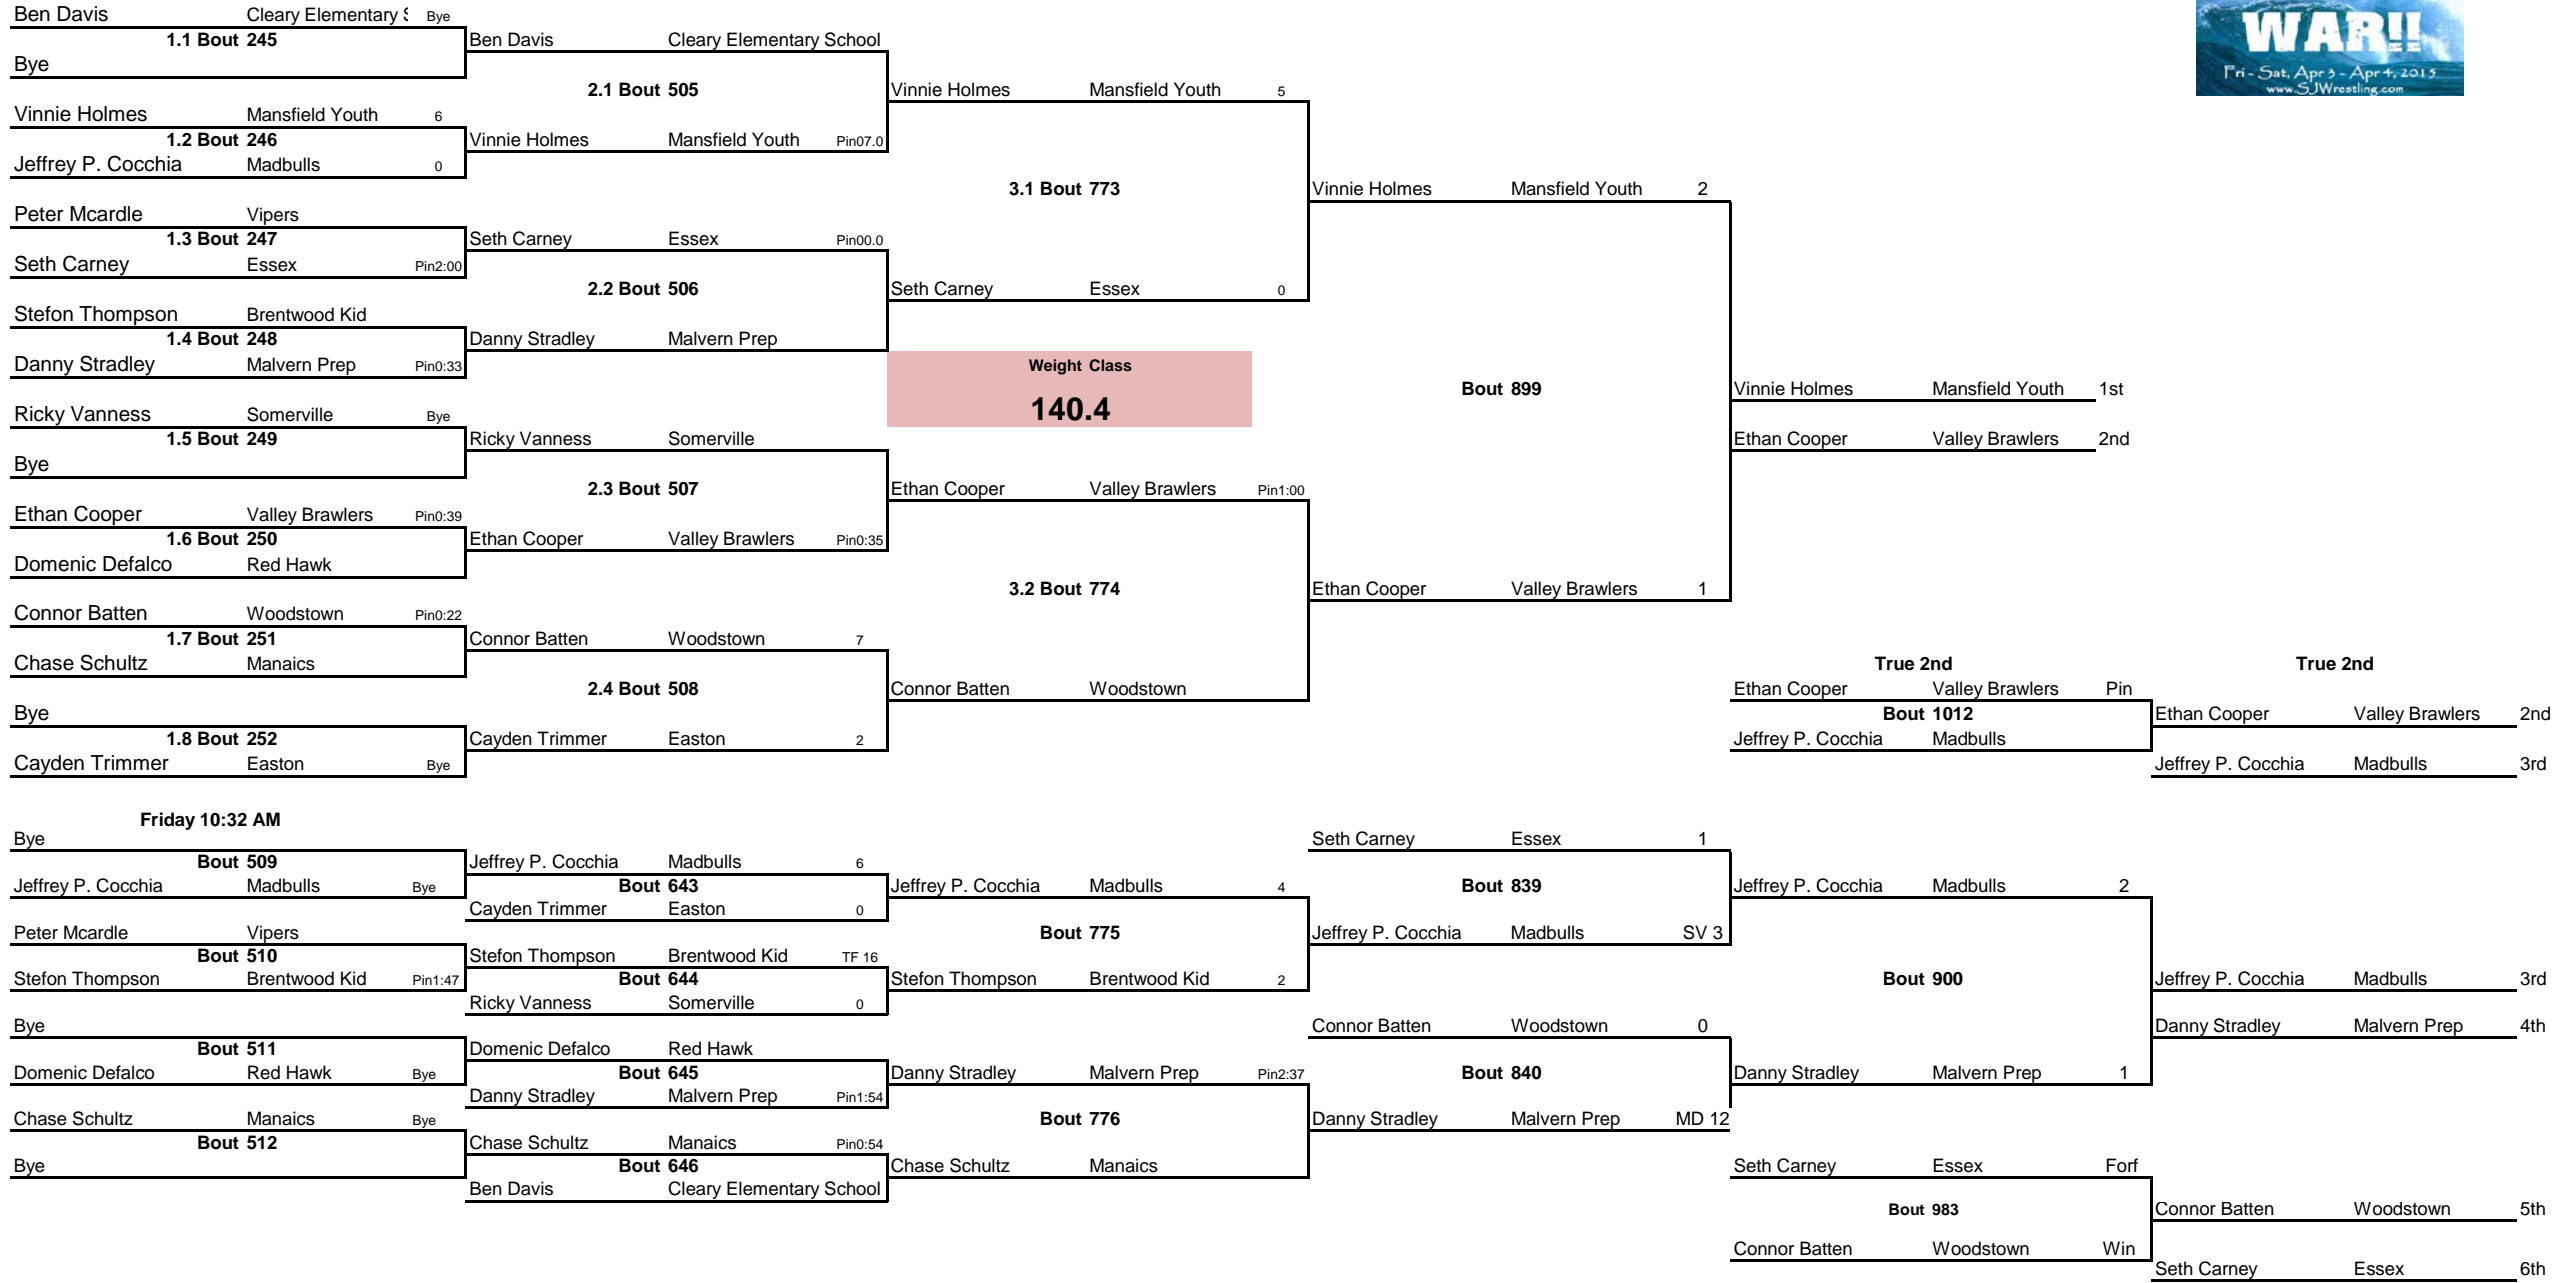 WAR!!
Fri - Sat, Apr 3 - Apr 4, 2015
www.SJWrestling.com
Ben Davis Cleary Elementary S Bye
1.1 Bout 245
Bye
Vinnie Holmes Mansfield Youth 6
1.2 Bout 246
Jeffrey P. Cocchia Madbulls 0
Peter Mcardle Vipers
1.3 Bout 247
Seth Carney Essex Pin2:00
Stefon Thompson Brentwood Kid
1.4 Bout 248
Danny Stradley Malvern Prep Pin0:33
Ricky Vanness Somerville Bye
1.5 Bout 249
Bye
Ethan Cooper Valley Brawlers Pin0:39
1.6 Bout 250
Domenic Defalco Red Hawk
Connor Batten Woodstown Pin0:22
1.7 Bout 251
Chase Schultz Manaics
Bye
1.8 Bout 252
Cayden Trimmer Easton Bye
Ben Davis Cleary Elementary School
2.1 Bout 505
Vinnie Holmes Mansfield Youth Pin07.0
Seth Carney Essex Pin00.0
2.2 Bout 506
Danny Stradley Malvern Prep
Ricky Vanness Somerville
2.3 Bout 507
Ethan Cooper Valley Brawlers Pin0:35
Connor Batten Woodstown 7
2.4 Bout 508
Cayden Trimmer Easton 2
Vinnie Holmes Mansfield Youth 5
3.1 Bout 773
Seth Carney Essex 0
Weight Class
140.4
Ethan Cooper Valley Brawlers Pin1:00
3.2 Bout 774
Connor Batten Woodstown
Vinnie Holmes Mansfield Youth 2
Bout 899
Ethan Cooper Valley Brawlers 1
Vinnie Holmes Mansfield Youth 1st
Ethan Cooper Valley Brawlers 2nd
True 2nd
Ethan Cooper Valley Brawlers Pin
Bout 1012
Jeffrey P. Cocchia Madbulls
True 2nd
Ethan Cooper Valley Brawlers 2nd
Jeffrey P. Cocchia Madbulls 3rd
Friday 10:32 AM
Bye
Bout 509
Jeffrey P. Cocchia Madbulls Bye
Peter Mcardle Vipers
Bout 510
Stefon Thompson Brentwood Kid Pin1:47
Bye
Bout 511
Domenic Defalco Red Hawk Bye
Chase Schultz Manaics Bye
Bout 512
Bye
Jeffrey P. Cocchia Madbulls 6
Bout 643
Cayden Trimmer Easton 0
Stefon Thompson Brentwood Kid TF 16
Bout 644
Ricky Vanness Somerville 0
Domenic Defalco Red Hawk
Bout 645
Danny Stradley Malvern Prep Pin1:54
Chase Schultz Manaics Pin0:54
Bout 646
Ben Davis Cleary Elementary School
Jeffrey P. Cocchia Madbulls 4
Bout 775
Stefon Thompson Brentwood Kid 2
Danny Stradley Malvern Prep Pin2:37
Bout 776
Chase Schultz Manaics
Seth Carney Essex 1
Bout 839
Jeffrey P. Cocchia Madbulls SV 3
Connor Batten Woodstown 0
Bout 840
Danny Stradley Malvern Prep MD 12
Jeffrey P. Cocchia Madbulls 2
Bout 900
Danny Stradley Malvern Prep 1
Jeffrey P. Cocchia Madbulls 3rd
Danny Stradley Malvern Prep 4th
Seth Carney Essex Forf
Bout 983
Connor Batten Woodstown Win
Connor Batten Woodstown 5th
Seth Carney Essex 6th